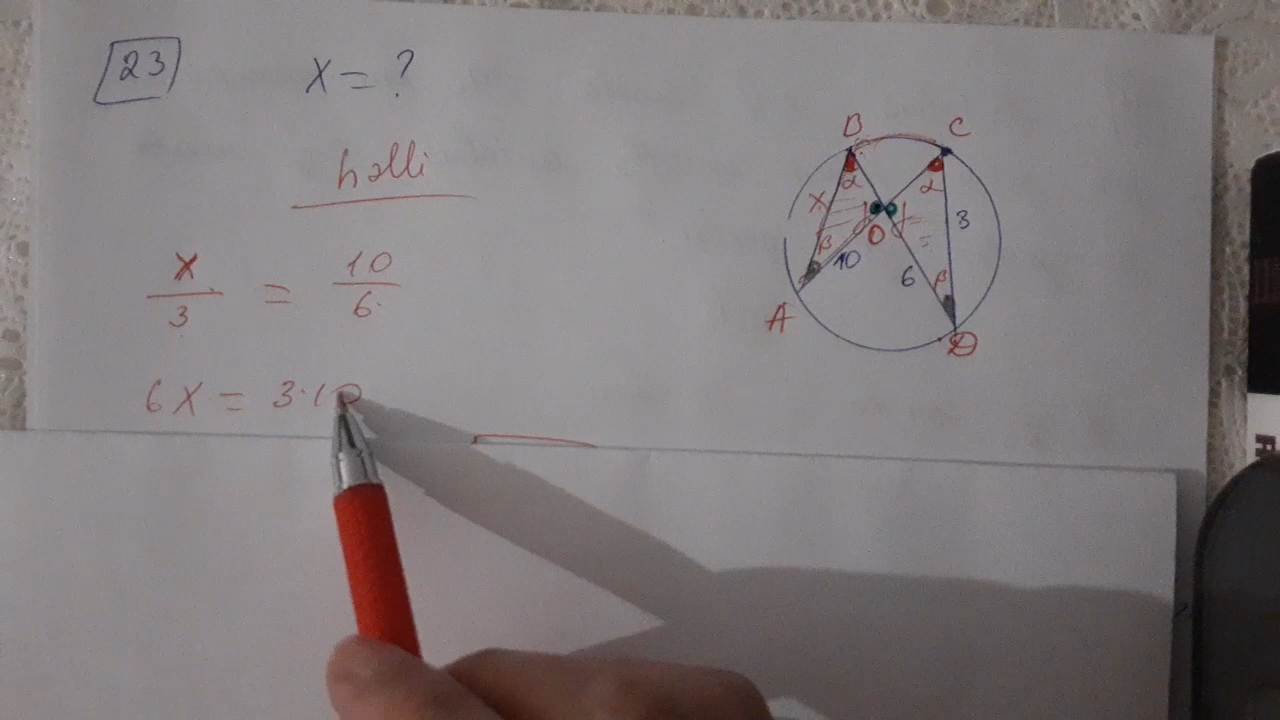 23
x = ?
həlli
x/3 = 10/6
6x = 3·10
B
C
α
α
x
3
O
β
10
6
β
A
D